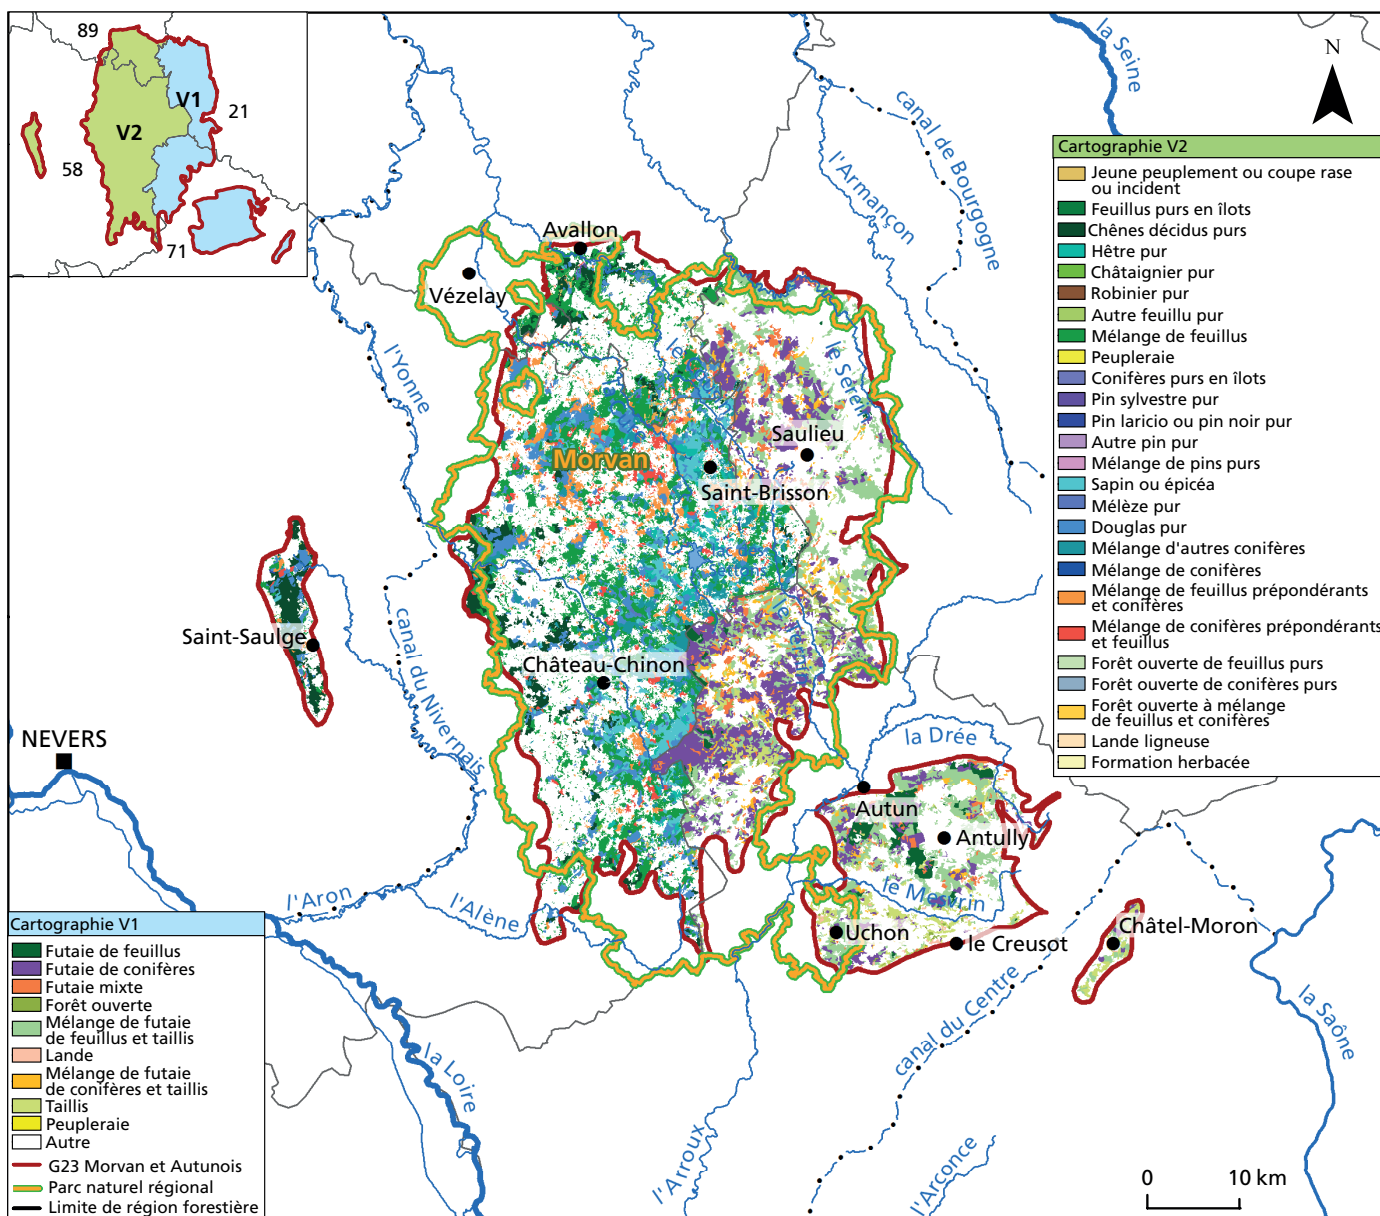 89
V1
21
V2
58
71
N
la Seine
canal de Bourgogne
l'Armançon
Avallon
Vézelay
l'Yonne
le Serein
Saulieu
Morvan
Saint-Brisson
Saint-Saulge
canal du Nivernais
Château-Chinon
NEVERS
la Drée
Autun
Antully
le Mesvrin
l'Aron
l'Alène
Uchon
le Creusot
Châtel-Moron
canal du Centre
la Saône
la Loire
l'Arroux
l'Arconce
0 10 km
Cartographie V2
Jeune peuplement ou coupe rase
ou incident
Feuillus purs en îlots
Chênes décidus purs
Hêtre pur
Châtaignier pur
Robinier pur
Autre feuillu pur
Mélange de feuillus
Peupleraie
Conifères purs en îlots
Pin sylvestre pur
Pin laricio ou pin noir pur
Autre pin pur
Mélange de pins purs
Sapin ou épicéa
Mélèze pur
Douglas pur
Mélange d'autres conifères
Mélange de conifères
Mélange de feuillus prépondérants
et conifères
Mélange de conifères prépondérants
et feuillus
Forêt ouverte de feuillus purs
Forêt ouverte de conifères purs
Forêt ouverte à mélange
de feuillus et conifères
Lande ligneuse
Formation herbacée
Cartographie V1
Futaie de feuillus
Futaie de conifères
Futaie mixte
Forêt ouverte
Mélange de futaie
de feuillus et taillis
Lande
Mélange de futaie
de conifères et taillis
Taillis
Peupleraie
Autre
G23 Morvan et Autunois
Parc naturel régional
Limite de région forestière